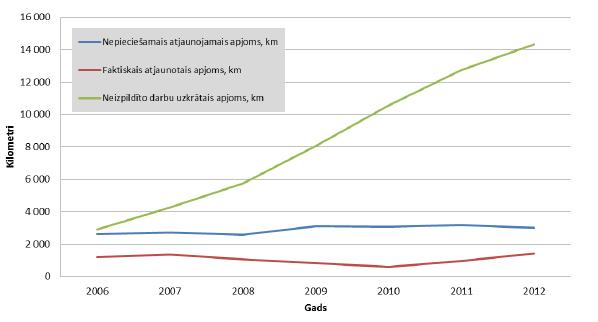 16 000
14 000
12 000
10 000
8 000
6 000
4 000
2 000
0
Kilometri
Nepieciešamais atjaunojamais apjoms, km
Faktiskais atjaunotais apjoms, km
Neizpildīto darbu uzkrātais apjoms, km
2006 2007 2008 2009 2010 2011 2012
Gads